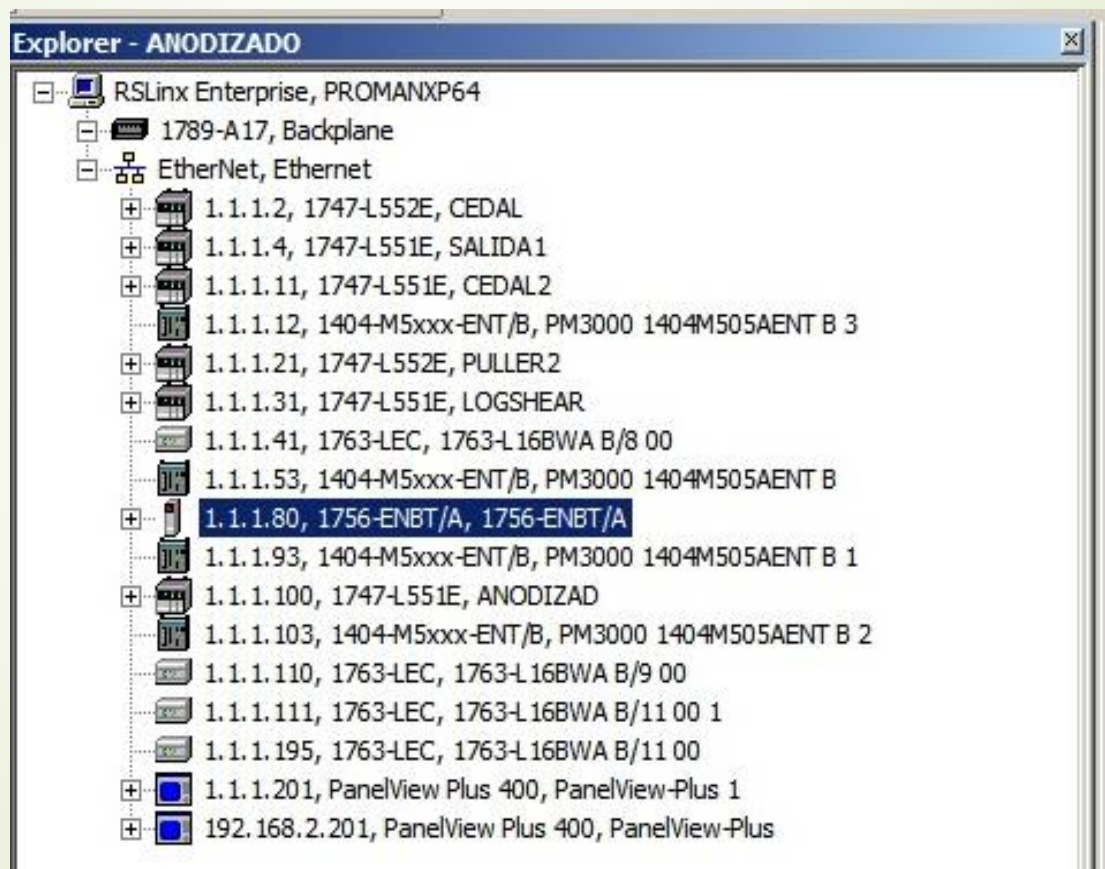 Explorer - ANODIZADO
RSLinx Enterprise, PROMANXP64
1789-A17, Backplane
EtherNet, Ethernet
1.1.1.2, 1747-L552E, CEDAL
1.1.1.4, 1747-L551E, SALIDA1
1.1.1.11, 1747-L551E, CEDAL2
1.1.1.12, 1404-M5xxx-ENT/B, PM3000 1404M505AENT B 3
1.1.1.21, 1747-L552E, PULLER2
1.1.1.31, 1747-L551E, LOGSHEAR
1.1.1.41, 1763-LEC, 1763-L16BWA B/8 00
1.1.1.53, 1404-M5xxx-ENT/B, PM3000 1404M505AENT B
1.1.1.80, 1756-ENBT/A, 1756-ENBT/A
1.1.1.93, 1404-M5xxx-ENT/B, PM3000 1404M505AENT B 1
1.1.1.100, 1747-L551E, ANODIZAD
1.1.1.103, 1404-M5xxx-ENT/B, PM3000 1404M505AENT B 2
1.1.1.110, 1763-LEC, 1763-L16BWA B/9 00
1.1.1.111, 1763-LEC, 1763-L16BWA B/11 00 1
1.1.1.195, 1763-LEC, 1763-L16BWA B/11 00
1.1.1.201, PanelView Plus 400, PanelView-Plus 1
192.168.2.201, PanelView Plus 400, PanelView-Plus